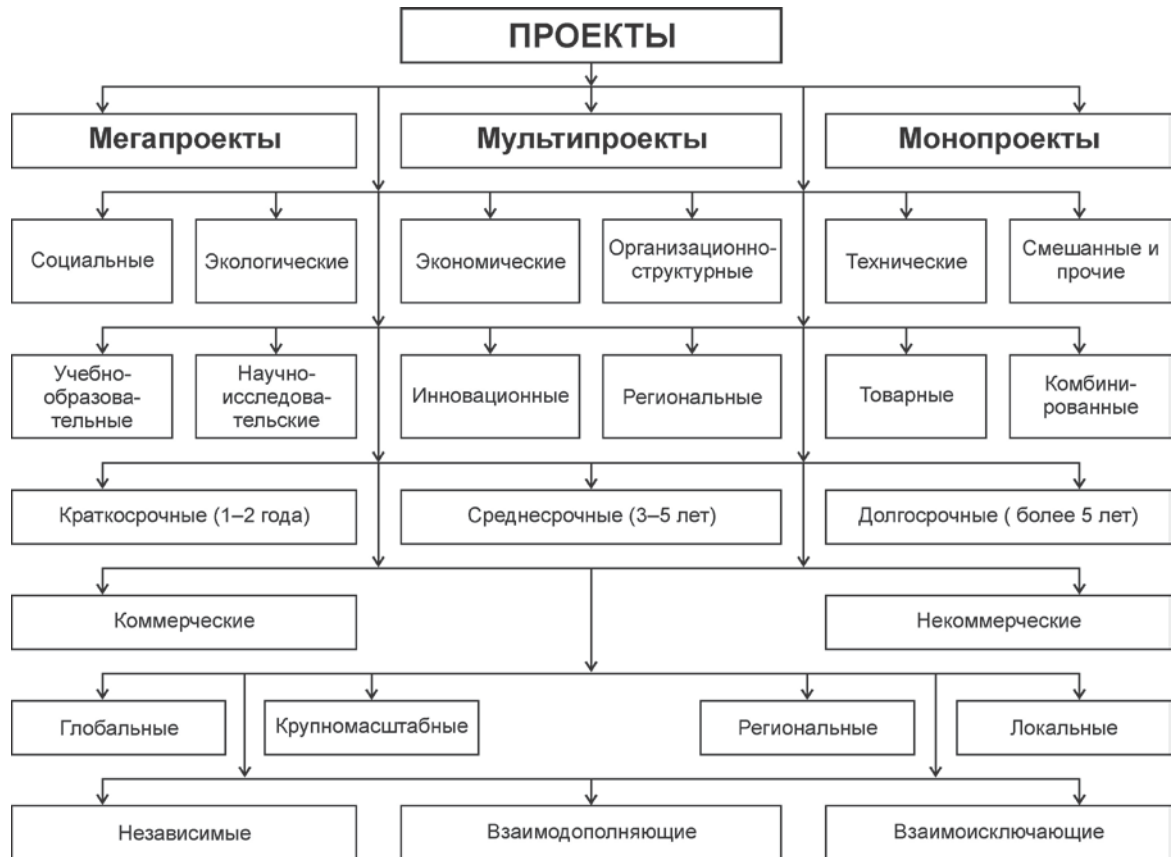 ПРОЕКТЫ
Мегапроекты
Мультипроекты
Монопроекты
Социальные
Экологические
Экономические
Организационно-
структурные
Технические
Смешанные и
прочие
Учебно-
образова-
тельные
Научно-
исследова-
тельские
Инновационные
Региональные
Товарные
Комбини-
рованные
Краткосрочные (1–2 года)
Среднесрочные (3–5 лет)
Долгосрочные ( более 5 лет)
Коммерческие
Некоммерческие
Глобальные
Крупномасштабные
Региональные
Локальные
Независимые
Взаимодополняющие
Взаимоисключающие